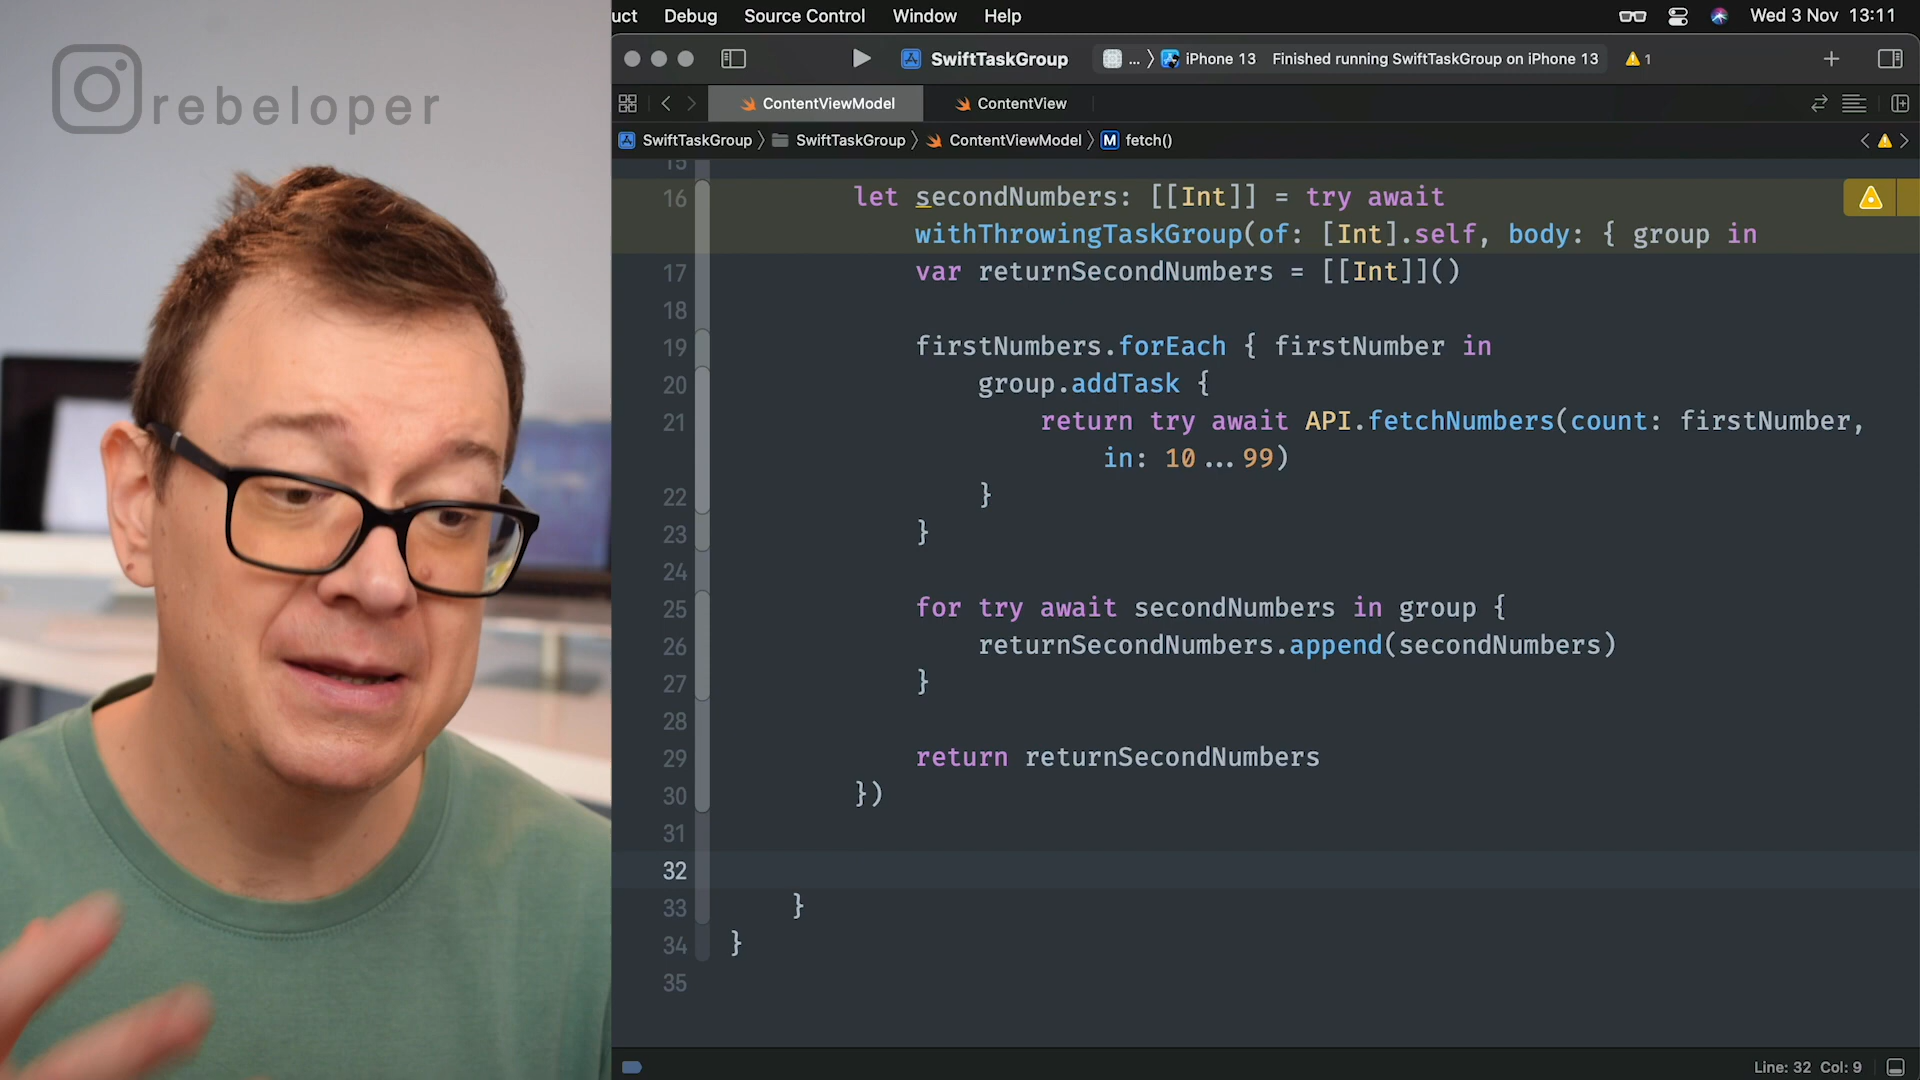 rebeloper
uct Debug Source Control Window Help Wed 3 Nov 13:11
SwiftTaskGroup ... iPhone 13 Finished running SwiftTaskGroup on iPhone 13 1
ContentViewModel ContentView
SwiftTaskGroup SwiftTaskGroup ContentViewModel M fetch()
15
16 let secondNumbers: [[Int]] = try await
withThrowingTaskGroup(of: [Int].self, body: { group in
17 var returnSecondNumbers = [[Int]]()
18
19 firstNumbers.forEach { firstNumber in
20 group.addTask {
21 return try await API.fetchNumbers(count: firstNumber,
in: 10...99)
22 }
23 }
24
25 for try await secondNumbers in group {
26 returnSecondNumbers.append(secondNumbers)
27 }
28
29 return returnSecondNumbers
30 })
31
32
33 }
34 }
35
Line: 32 Col: 9